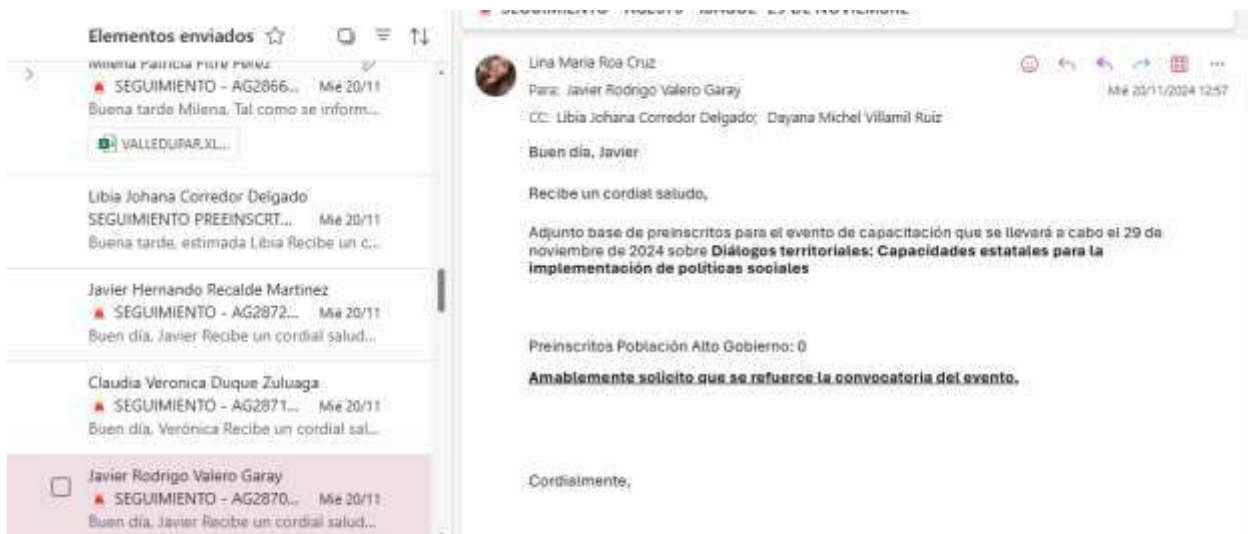 Elementos enviados
Milena Patricia Pitre Perez
SEGUIMIENTO - AG2866... Mié 20/11
Buena tarde Milena. Tal como se inform...
VALLEDUPAR.XL...
Libia Johana Corredor Delgado
SEGUIMIENTO PREEINSCRT... Mié 20/11
Buena tarde, estimada Libia Recibe un c...
Javier Hernando Recalde Martinez
SEGUIMIENTO - AG2872... Mié 20/11
Buen día, Javier Recibe un cordial salud...
Claudia Veronica Duque Zuluaga
SEGUIMIENTO - AG2871... Mié 20/11
Buen día, Verónica Recibe un cordial sal...
Javier Rodrigo Valero Garay
SEGUIMIENTO - AG2870... Mié 20/11
Buen día, Javier Recibe un cordial salud...
SEGUIMIENTO - AG2870 - IBAGUÉ 29 DE NOVIEMBRE
Lina Maria Roa Cruz
Para: Javier Rodrigo Valero Garay
Mié 20/11/2024 12:57
CC: Libia Johana Corredor Delgado; Dayana Michel Villamil Ruiz
Buen día, Javier
Recibe un cordial saludo,
Adjunto base de preinscritos para el evento de capacitación que se llevará a cabo el 29 de
noviembre de 2024 sobre Diálogos territoriales: Capacidades estatales para la
implementación de políticas sociales
Preinscritos Población Alto Gobierno: 0
Amablemente solicito que se refuerce la convocatoria del evento.
Cordialmente,